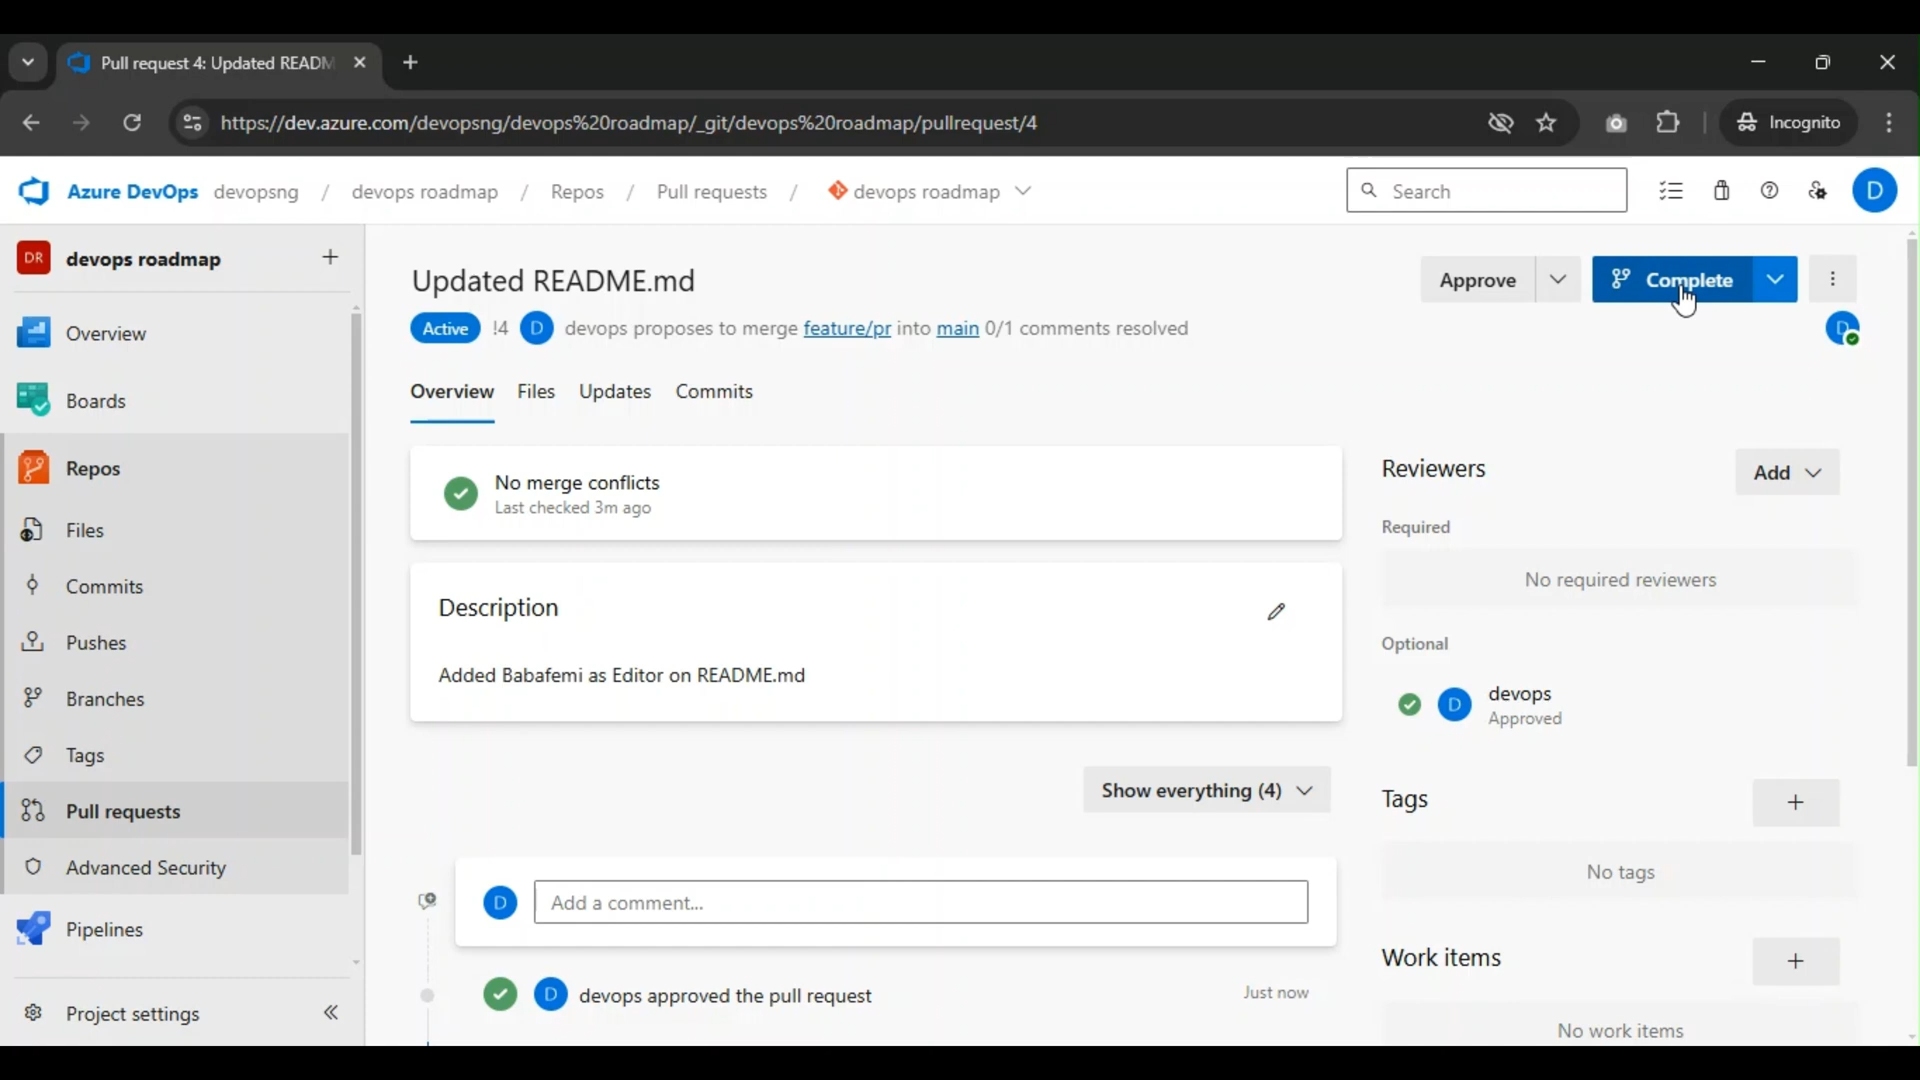 Pull request 4: Updated READM
https://dev.azure.com/devopsng/devops%20roadmap/_git/devops%20roadmap/pullrequest/4
Incognito
Azure DevOps devopsng / devops roadmap / Repos / Pull requests / devops roadmap
Search
D
DR devops roadmap
Overview
Boards
Repos
Files
Commits
Pushes
Branches
Tags
Pull requests
Advanced Security
Pipelines
Project settings
Updated README.md
Approve
Complete
Active !4 D devops proposes to merge feature/pr into main 0/1 comments resolved
D
Overview Files Updates Commits
No merge conflicts
Last checked 3m ago
Description
Added Babafemi as Editor on README.md
Show everything (4)
D Add a comment...
D devops approved the pull request Just now
Reviewers
Add
Required
No required reviewers
Optional
D devops
Approved
Tags
No tags
Work items
No work items